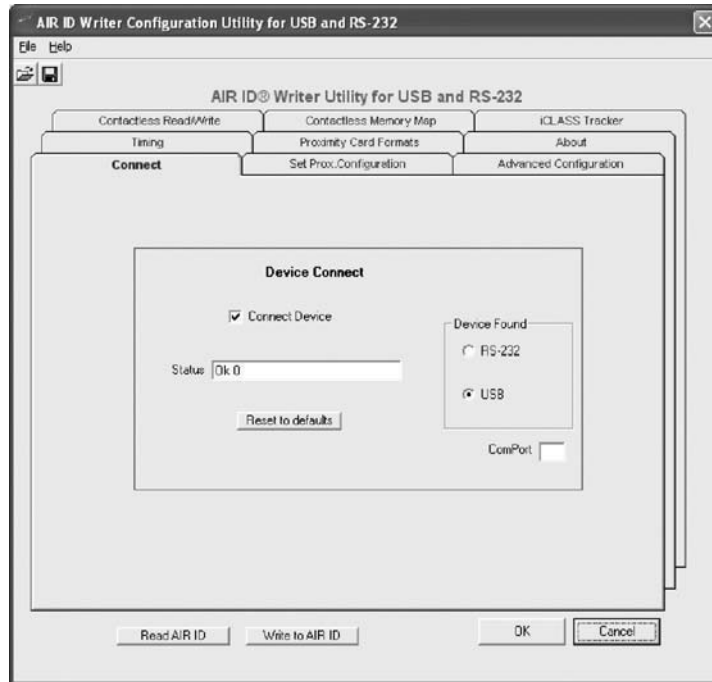 AIR ID Writer Configuration Utility for USB and RS-232
File Help
AIR ID® Writer Utility for USB and RS-232
Contactless Read/Write Contactless Memory Map iCLASS Tracker
Timing Proximity Card Formats About
Connect Set Prox.Configuration Advanced Configuration
Device Connect
Connect Device
Device Found
RS-232
Status Ok 0
USB
Reset to defaults
ComPort
Read AIR ID Write to AIR ID OK Cancel